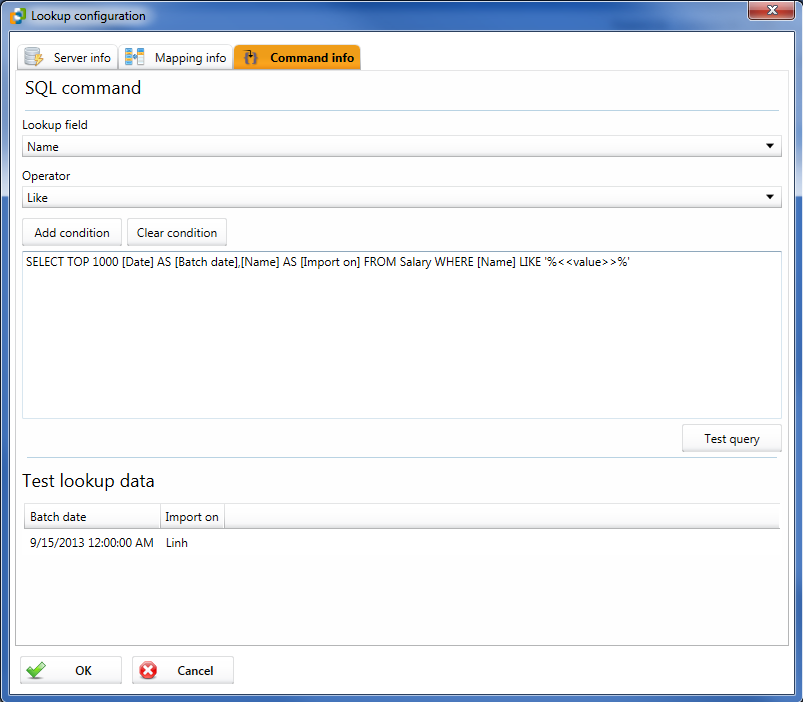 Lookup configuration
Server info Mapping info Command info
SQL command
Lookup field
Name
Operator
Like
Add condition Clear condition
SELECT TOP 1000 [Date] AS [Batch date],[Name] AS [Import on] FROM Salary WHERE [Name] LIKE '%<<value>>%'
Test query
Test lookup data
Batch date Import on
9/15/2013 12:00:00 AM Linh
OK Cancel